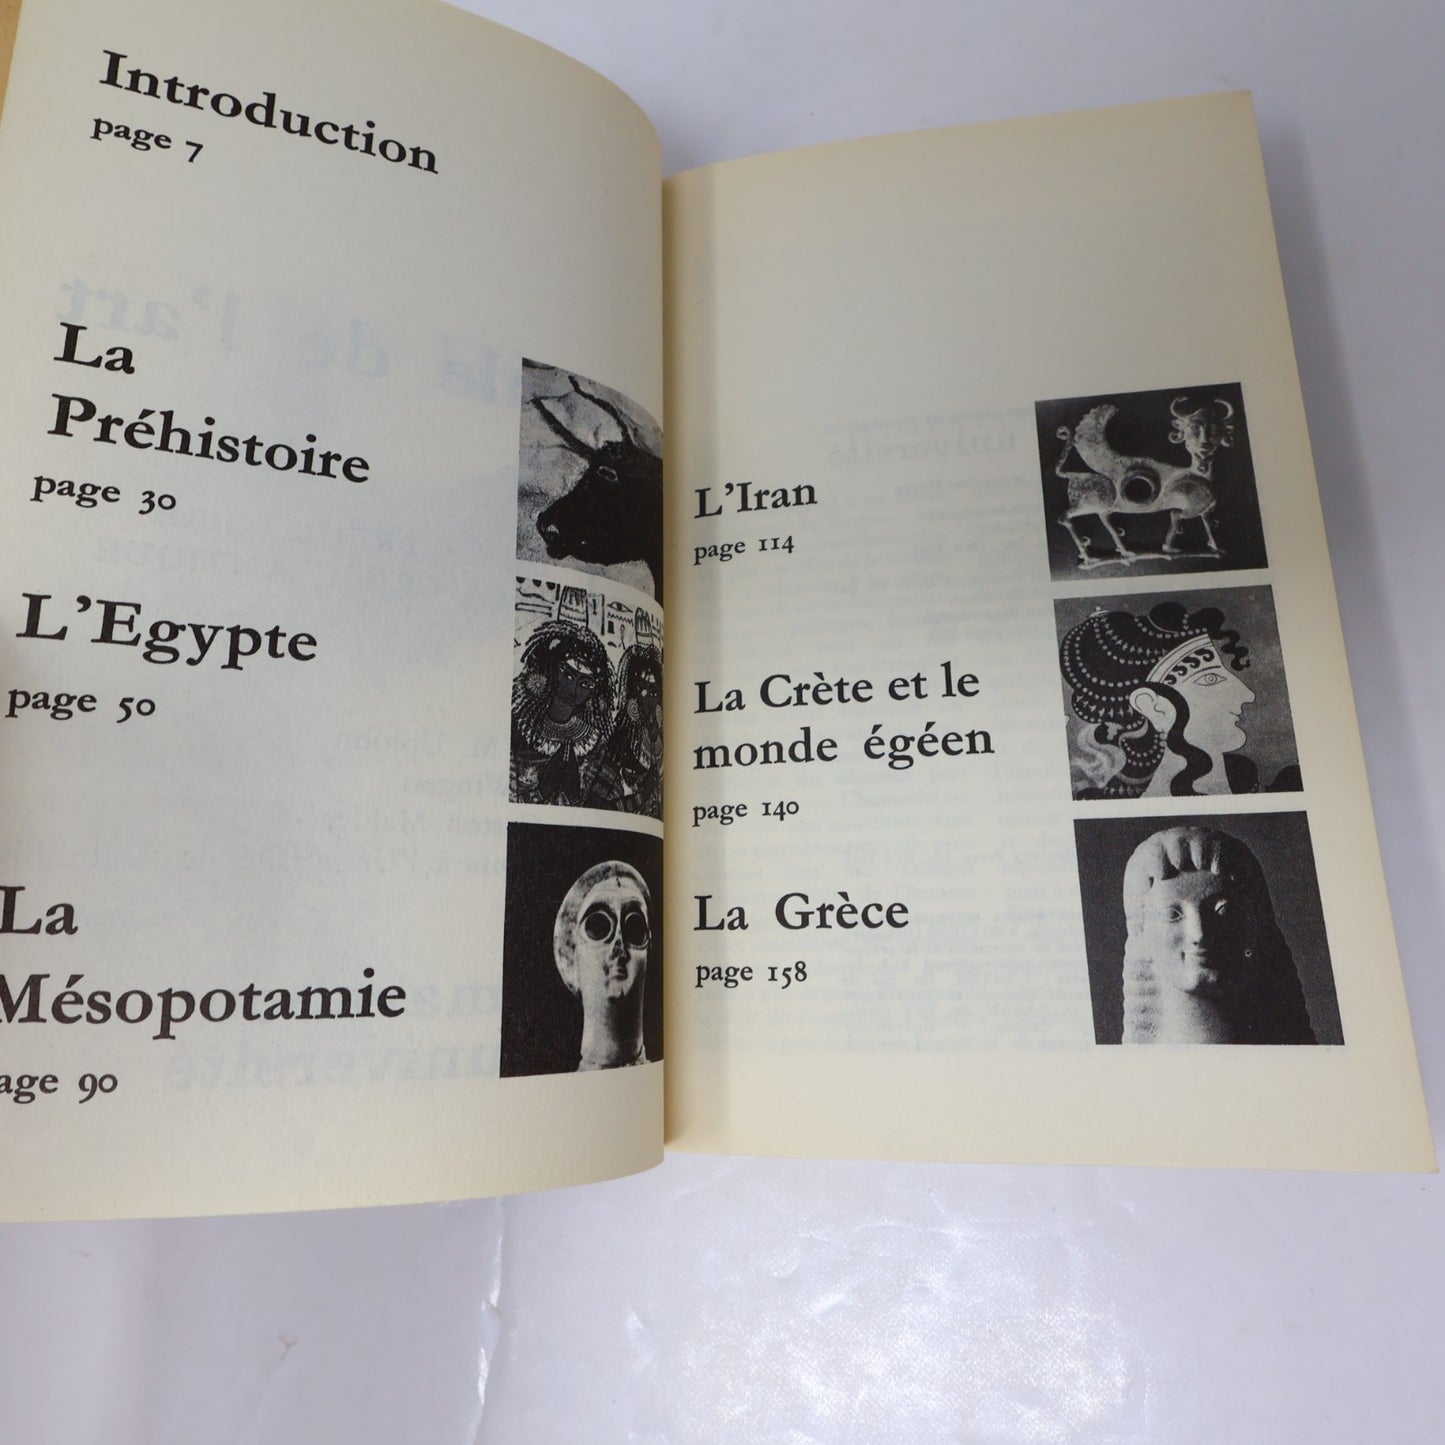 Introduction
page 7
La
Préhistoire
page 30
L'Egypte
page 50
La
Mésopotamie
page 90
L'Iran
page 114
La Crète et le
monde égéen
page 140
La Grèce
page 158